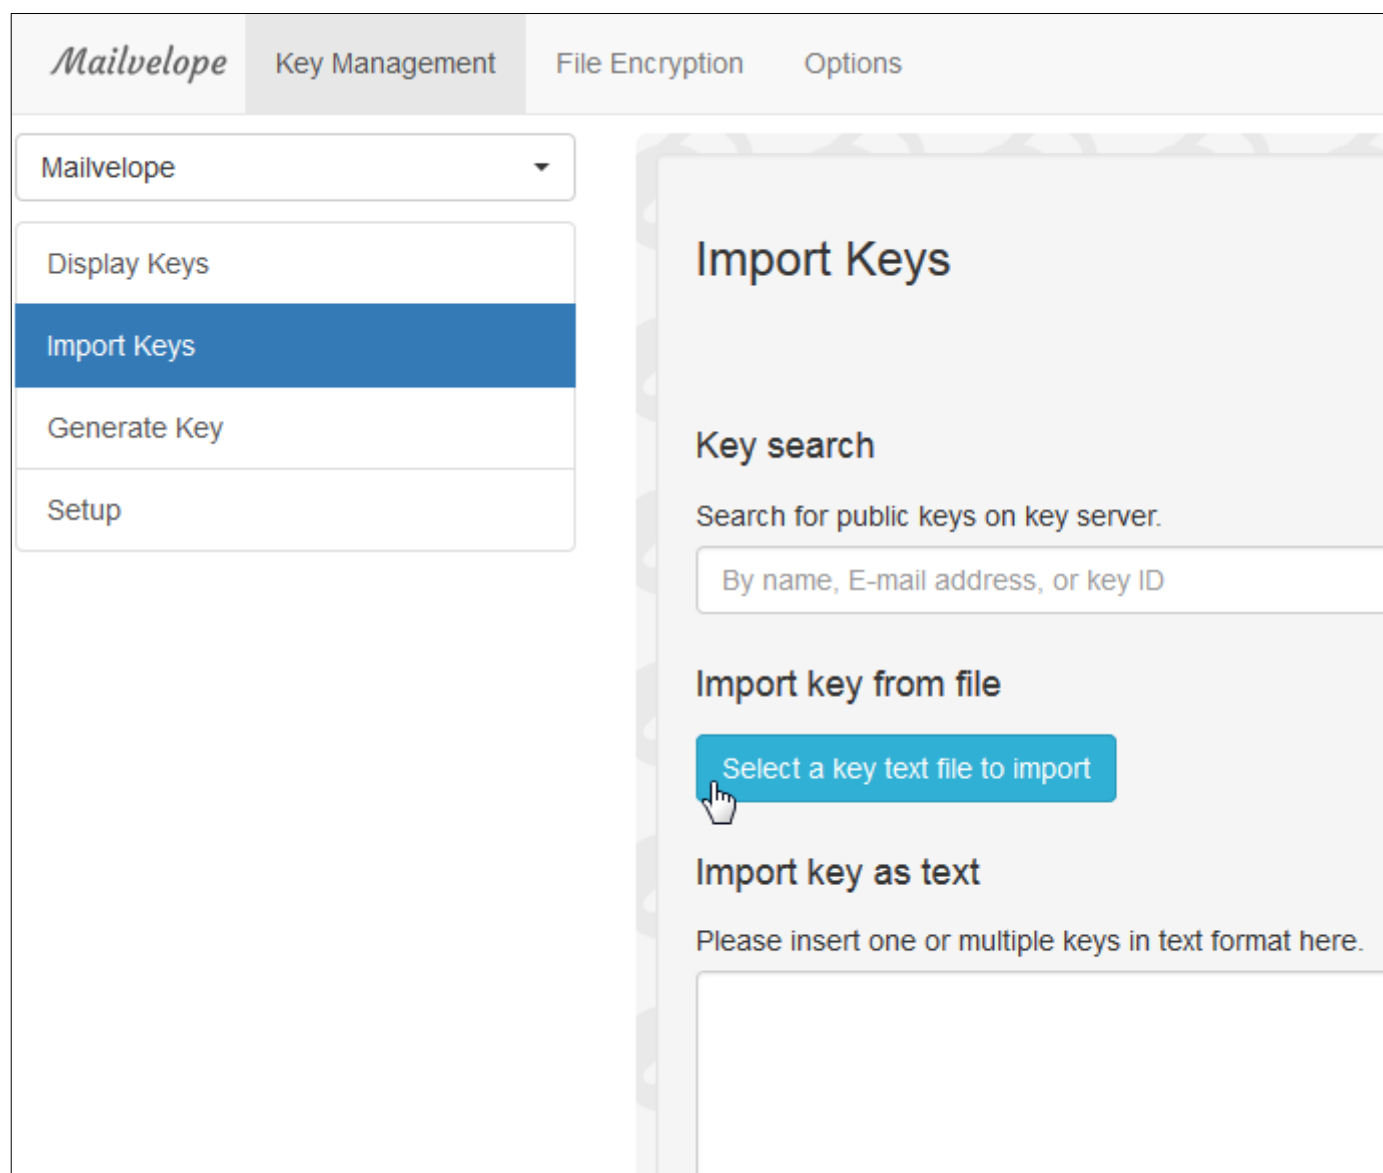 Mailvelope
Key Management
File Encryption
Options
Mailvelope
Display Keys
Import Keys
Generate Key
Setup
Import Keys
Key search
Search for public keys on key server.
By name, E-mail address, or key ID
Import key from file
Select a key text file to import
Import key as text
Please insert one or multiple keys in text format here.